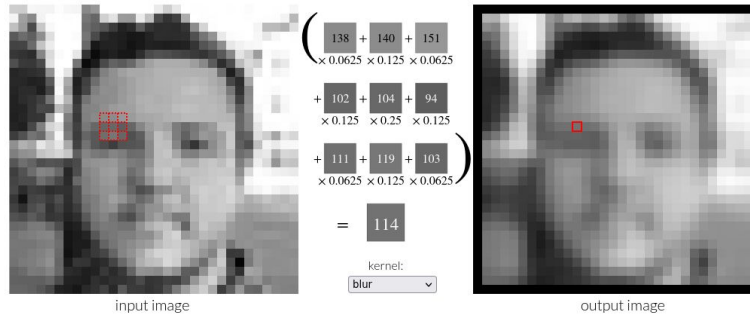 ( 138 + 140 + 151
× 0.0625 × 0.125 × 0.0625
+ 102 + 104 + 94
× 0.125 × 0.25 × 0.125
+ 111 + 119 + 103 )
× 0.0625 × 0.125 × 0.0625
= 114
kernel:
blur
input image
output image